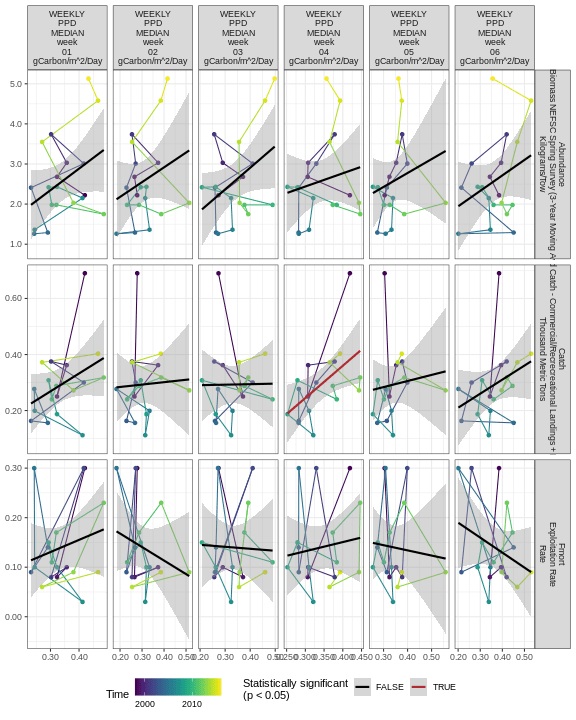 WEEKLY WEEKLY WEEKLY WEEKLY WEEKLY WEEKLY
PPD PPD PPD PPD PPD PPD
MEDIAN MEDIAN MEDIAN MEDIAN MEDIAN MEDIAN
week week week week week week
01 02 03 04 05 06
gCarbon/m^2/Day gCarbon/m^2/Day gCarbon/m^2/Day gCarbon/m^2/Day gCarbon/m^2/Day gCarbon/m^2/Day
5.0
4.0
3.0
2.0
1.0
Abundance
Biomass NEFSC Spring Survey (3-Year Moving
Kilograms/tow
0.60
0.40
0.20
Catch
Catch - Commercial/Recreational Landings +
Thousand Metric Tons
0.30
0.20
0.10
0.00
Fmort
Exploitation Rate
Rate
0.30 0.40 0.50
0.20 0.30 0.40 0.50
0.20 0.30 0.40
0.250 0.300 0.350 0.400 0.450
0.30 0.40 0.50 0.60
0.20 0.30 0.40 0.50
Time
2000 2010
Statistically significant
(p < 0.05)
FALSE TRUE